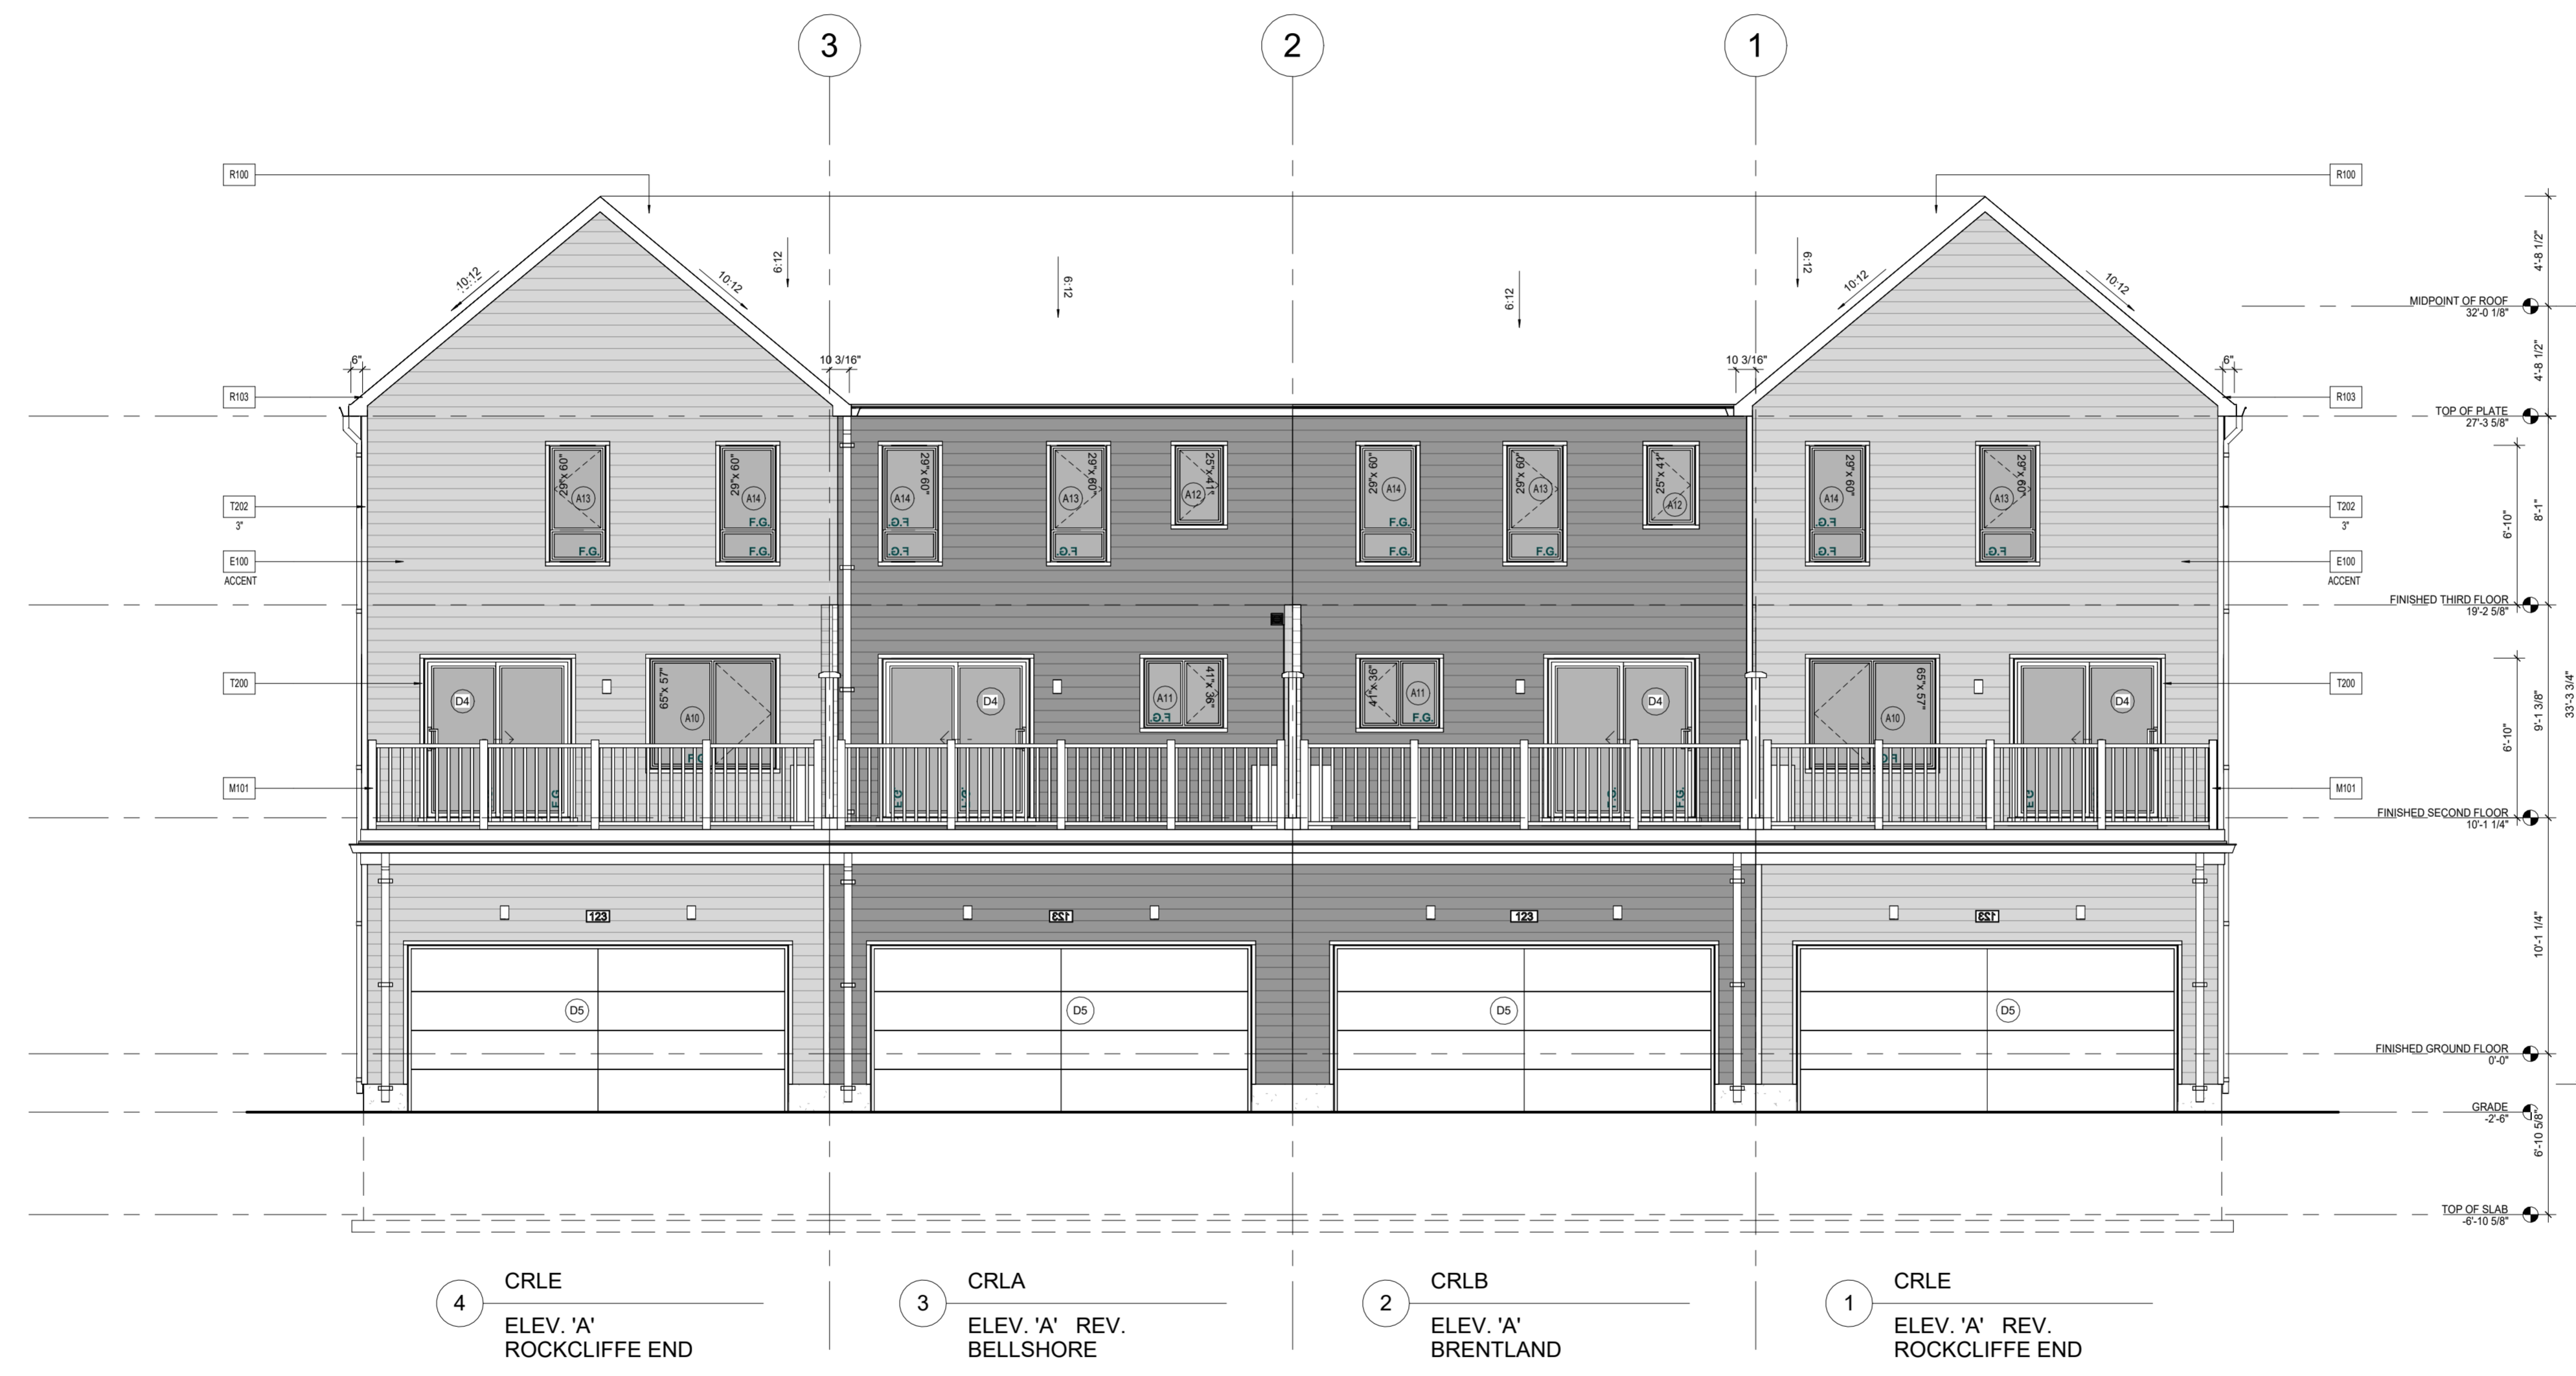 3
2
1
R100
R100
10:12
10:12
6:12
6:12
6:12
6:12
10:12
10:12
4'-8 1/2"
MIDPOINT OF ROOF
32'-0 1/8"
4'-8 1/2"
6"
10 3/16"
10 3/16"
6"
R103
R103
TOP OF PLATE
27'-3 5/8"
29"x 60"
A13
F.G.
29"x 60"
A14
F.G.
F.G.
29"x 60"
A14
F.G.
F.G.
29"x 60"
A13
F.G.
25"x 41"
A12
29"x 60"
A14
F.G.
F.G.
29"x 60"
A13
F.G.
25"x 41"
A12
29"x 60"
A14
F.G.
F.G.
29"x 60"
A13
F.G.
T202
3"
T202
3"
6'-10"
8'-1"
E100
ACCENT
E100
ACCENT
FINISHED THIRD FLOOR
19'-2 5/8"
T200
D4
65"x 57"
A10
D4
A11
41"x 36"
F.G.
41"x 36"
A11
F.G.
D4
A10
65"x 57"
D4
T200
6'-10"
9'-1 3/8"
33'-3 3/4"
M101
M101
FINISHED SECOND FLOOR
10'-1 1/4"
123
123
123
123
10'-1 1/4"
D5
D5
D5
D5
FINISHED GROUND FLOOR
0'-0"
GRADE
-2'-6"
6'-10 5/8"
TOP OF SLAB
-6'-10 5/8"
4
CRLE
ELEV. 'A'
ROCKCLIFFE END
3
CRLA
ELEV. 'A' REV.
BELLSHORE
2
CRLB
ELEV. 'A'
BRENTLAND
1
CRLE
ELEV. 'A' REV.
ROCKCLIFFE END